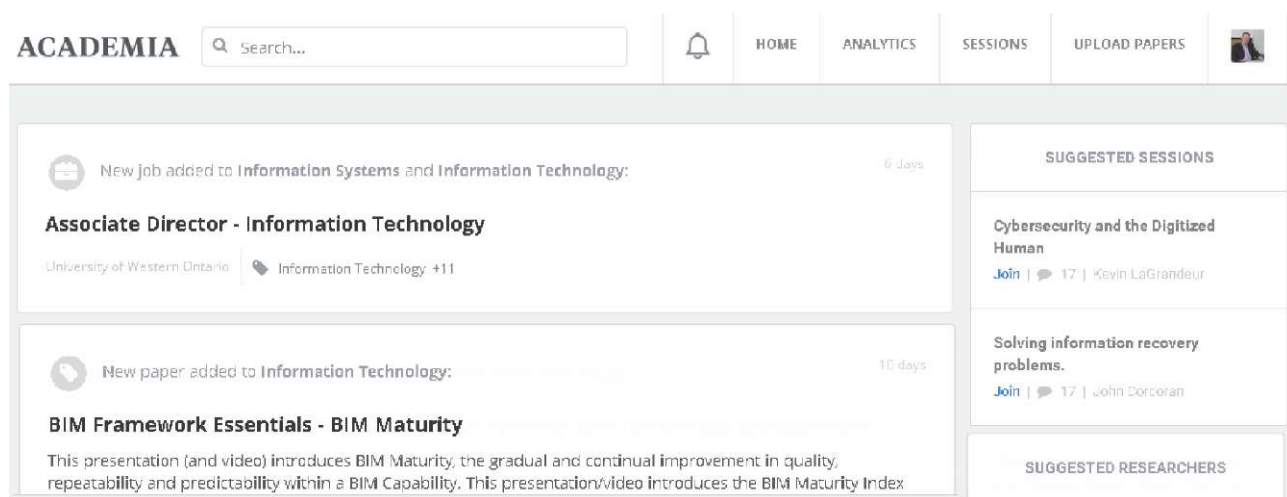 ACADEMIA
Search...
HOME
ANALYTICS
SESSIONS
UPLOAD PAPERS
New job added to Information Systems and Information Technology:
6 days
Associate Director - Information Technology
University of Western Ontario
Information Technology +11
New paper added to Information Technology:
10 days
BIM Framework Essentials - BIM Maturity
This presentation (and video) introduces BIM Maturity, the gradual and continual improvement in quality,
repeatability and predictability within a BIM Capability. This presentation/video introduces the BIM Maturity Index
SUGGESTED SESSIONS
Cybersecurity and the Digitized
Human
Join | 17 | Kevin LaGrandeur
Solving information recovery
problems.
Join | 17 | John Corcoran
SUGGESTED RESEARCHERS